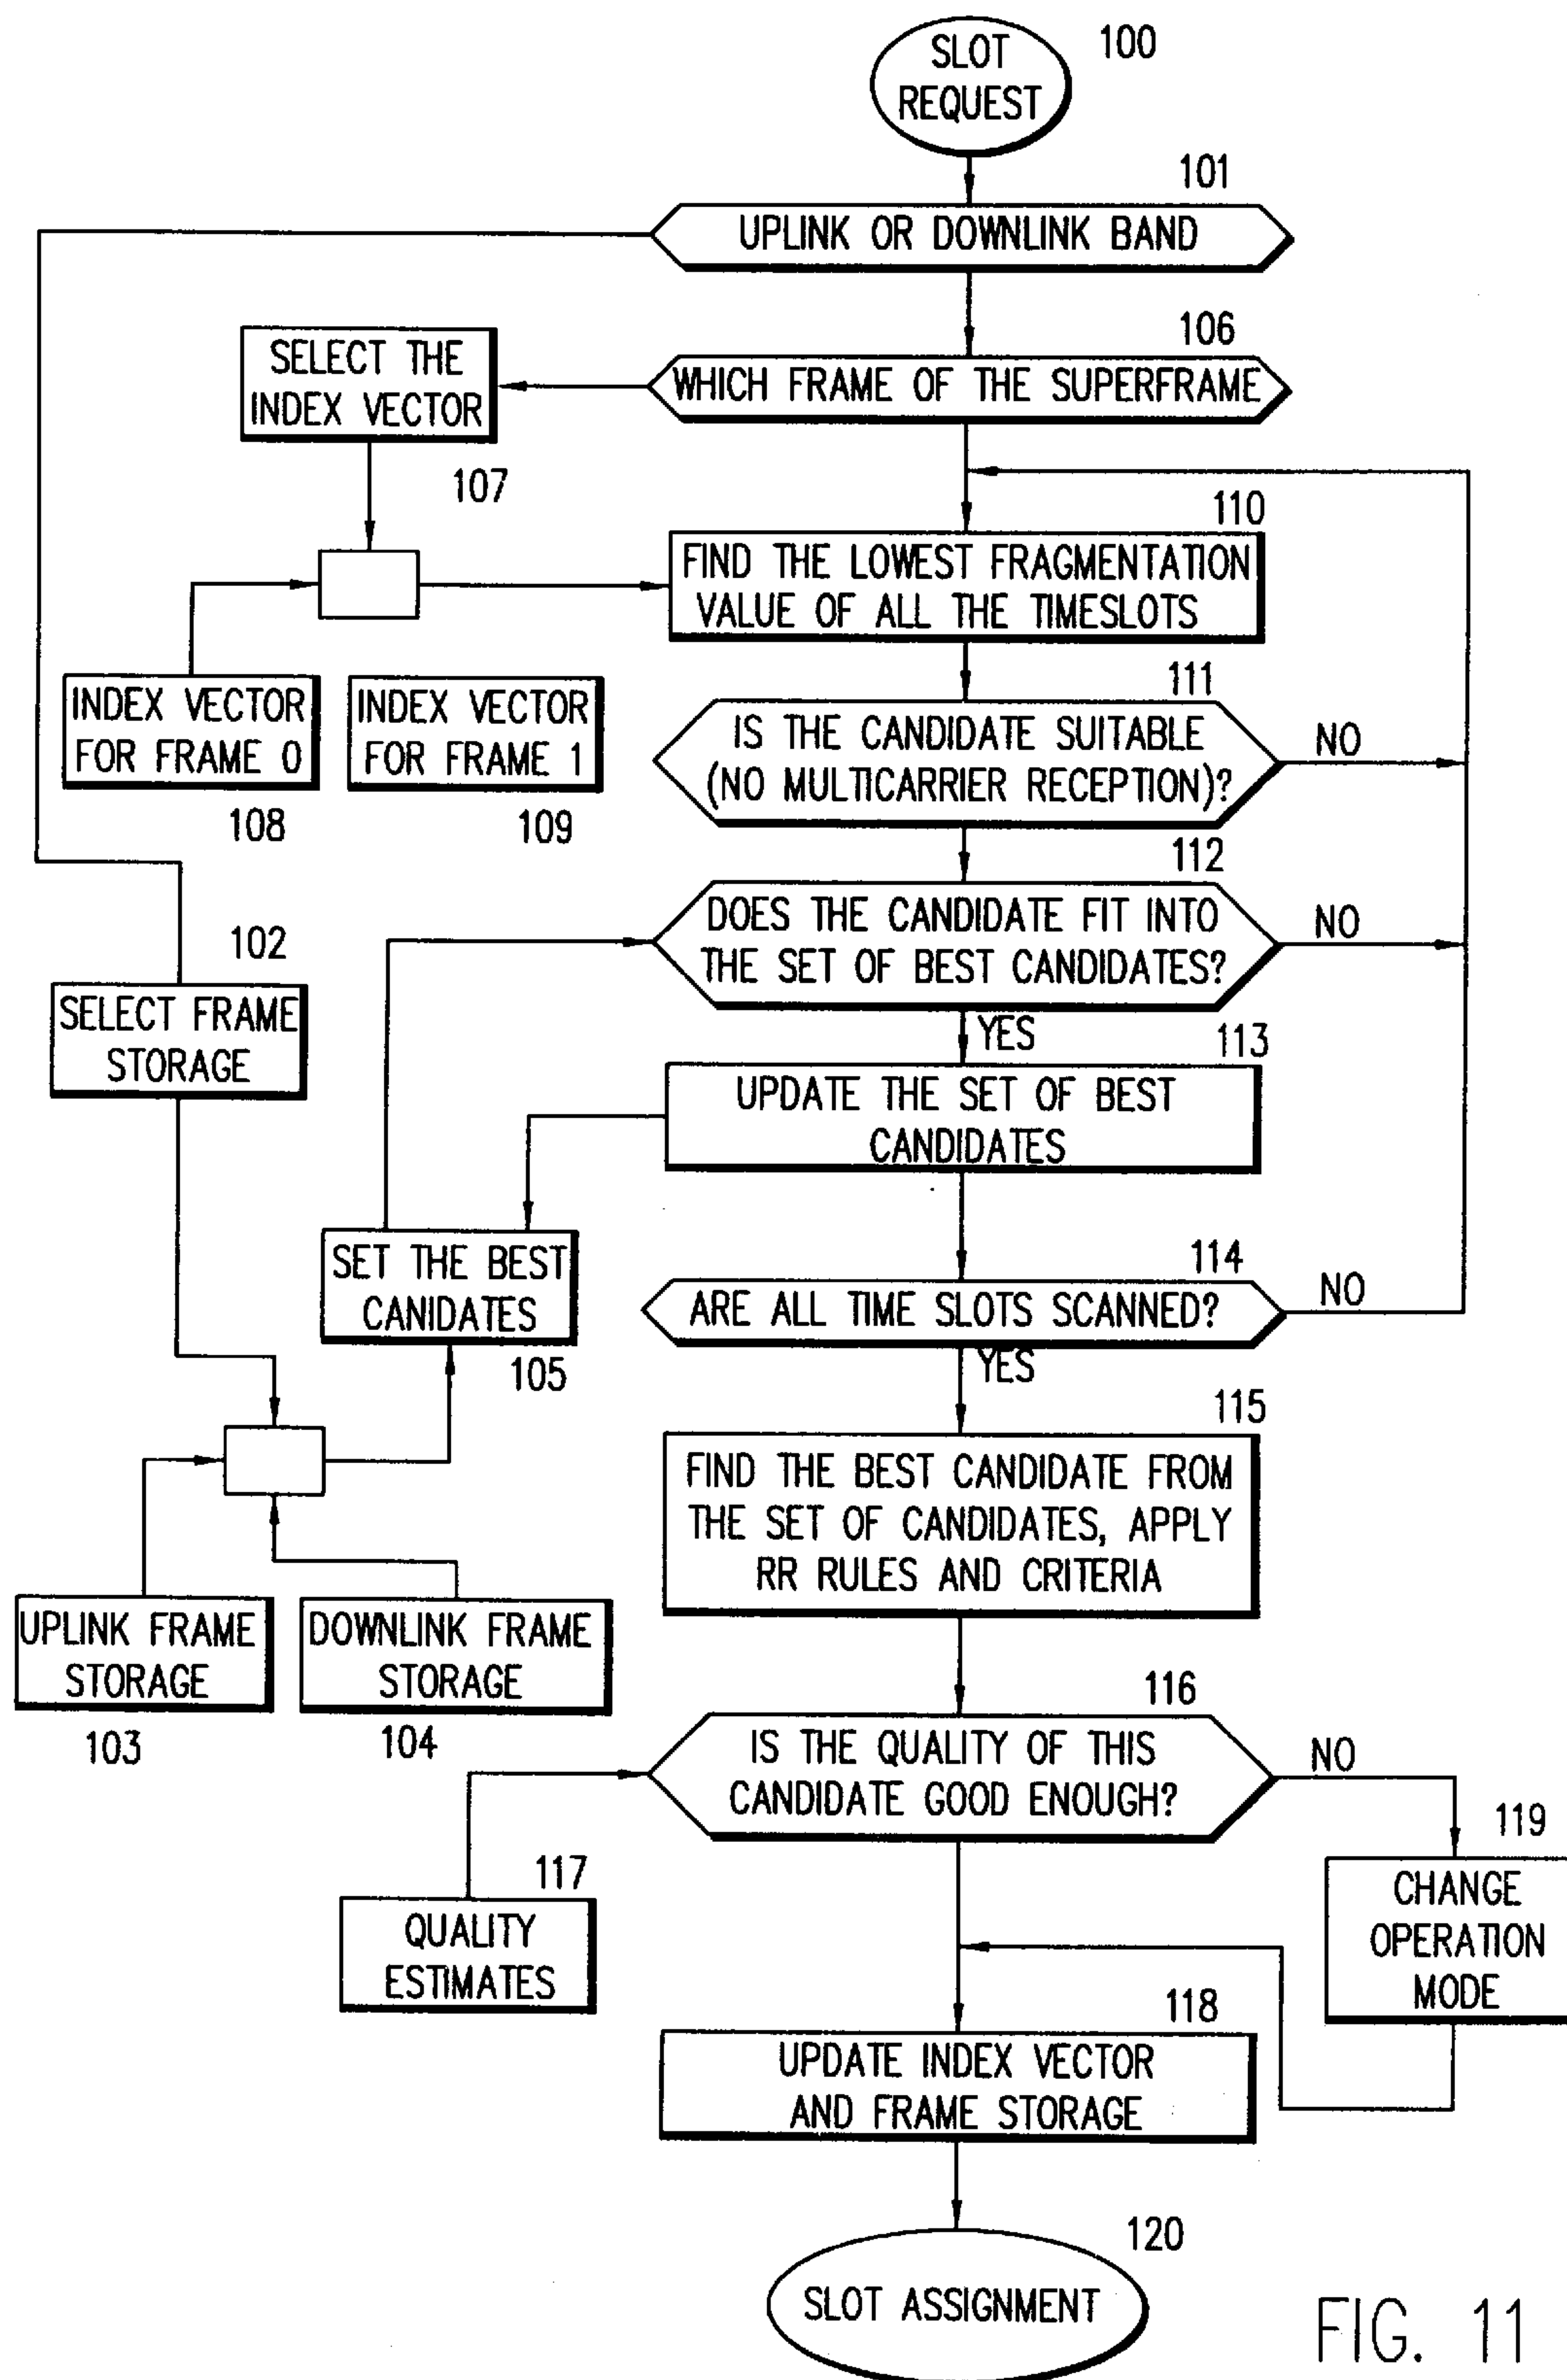 SLOT
REQUEST
100
101
UPLINK OR DOWNLINK BAND
106
SELECT THE
INDEX VECTOR
107
WHICH FRAME OF THE SUPERFRAME
110
FIND THE LOWEST FRAGMENTATION
VALUE OF ALL THE TIMESLOTS
INDEX VECTOR
FOR FRAME 0
108
INDEX VECTOR
FOR FRAME 1
109
111
IS THE CANDIDATE SUITABLE
(NO MULTICARRIER RECEPTION)?
NO
112
DOES THE CANDIDATE FIT INTO
THE SET OF BEST CANDIDATES?
NO
YES
102
SELECT FRAME
STORAGE
113
UPDATE THE SET OF BEST
CANDIDATES
SET THE BEST
CANIDATES
105
114
ARE ALL TIME SLOTS SCANNED?
NO
YES
115
FIND THE BEST CANDIDATE FROM
THE SET OF CANDIDATES, APPLY
RR RULES AND CRITERIA
UPLINK FRAME
STORAGE
103
DOWNLINK FRAME
STORAGE
104
116
IS THE QUALITY OF THIS
CANDIDATE GOOD ENOUGH?
NO
117
QUALITY
ESTIMATES
119
CHANGE
OPERATION
MODE
118
UPDATE INDEX VECTOR
AND FRAME STORAGE
120
SLOT ASSIGNMENT
FIG. 11